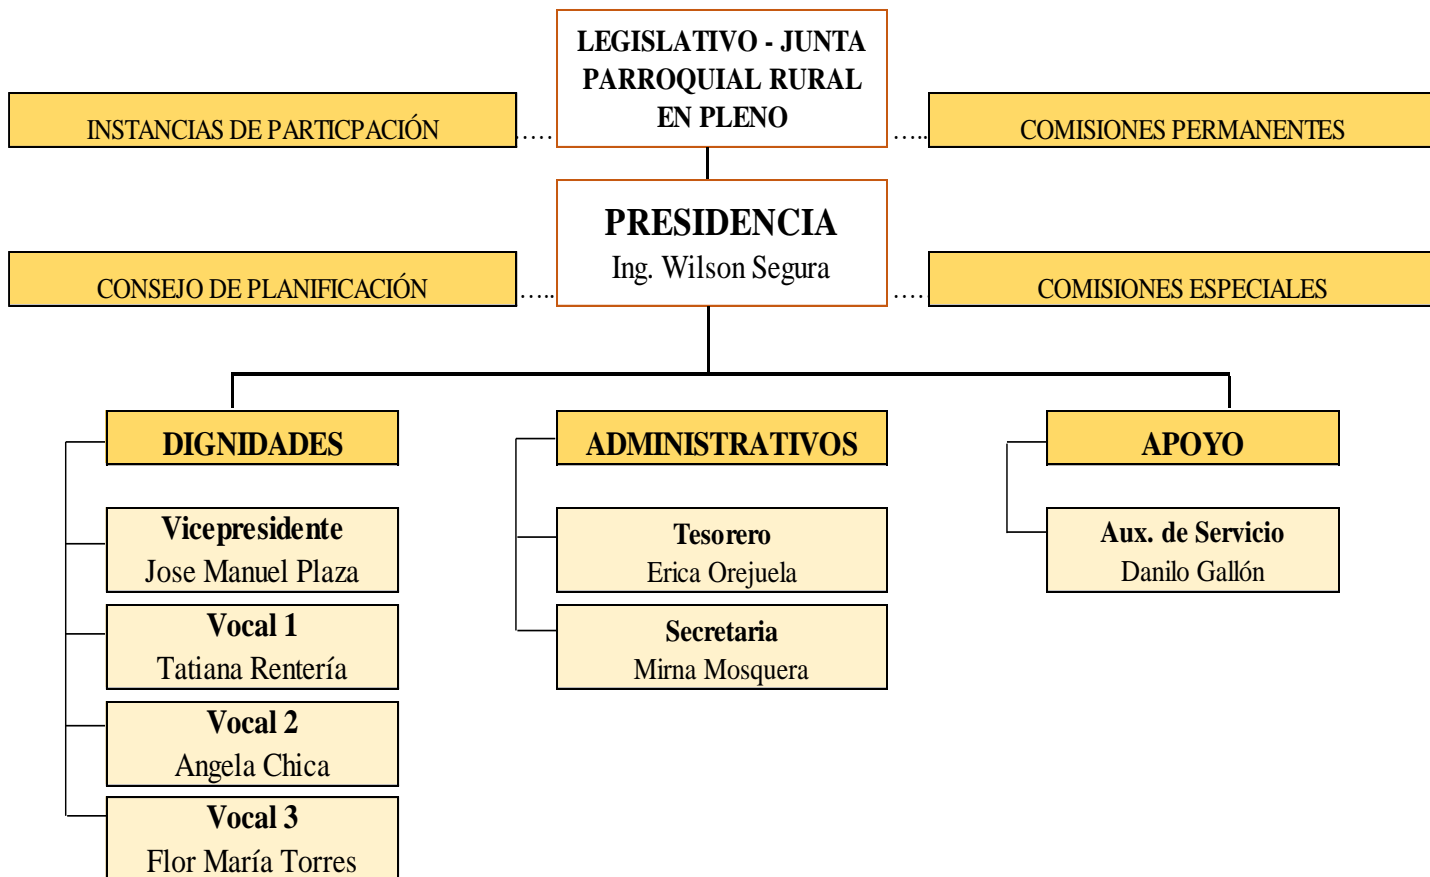 LEGISLATIVO - JUNTA
PARROQUIAL RURAL
EN PLENO
INSTANCIAS DE PARTICPACIÓN
.....
.....
COMISIONES PERMANENTES
PRESIDENCIA
Ing. Wilson Segura
CONSEJO DE PLANIFICACIÓN
.....
.....
COMISIONES ESPECIALES
DIGNIDADES
Vicepresidente
Jose Manuel Plaza
Vocal 1
Tatiana Rentería
Vocal 2
Angela Chica
Vocal 3
Flor María Torres
ADMINISTRATIVOS
Tesorero
Erica Orejuela
Secretaria
Mirna Mosquera
APOYO
Aux. de Servicio
Danilo Gallón